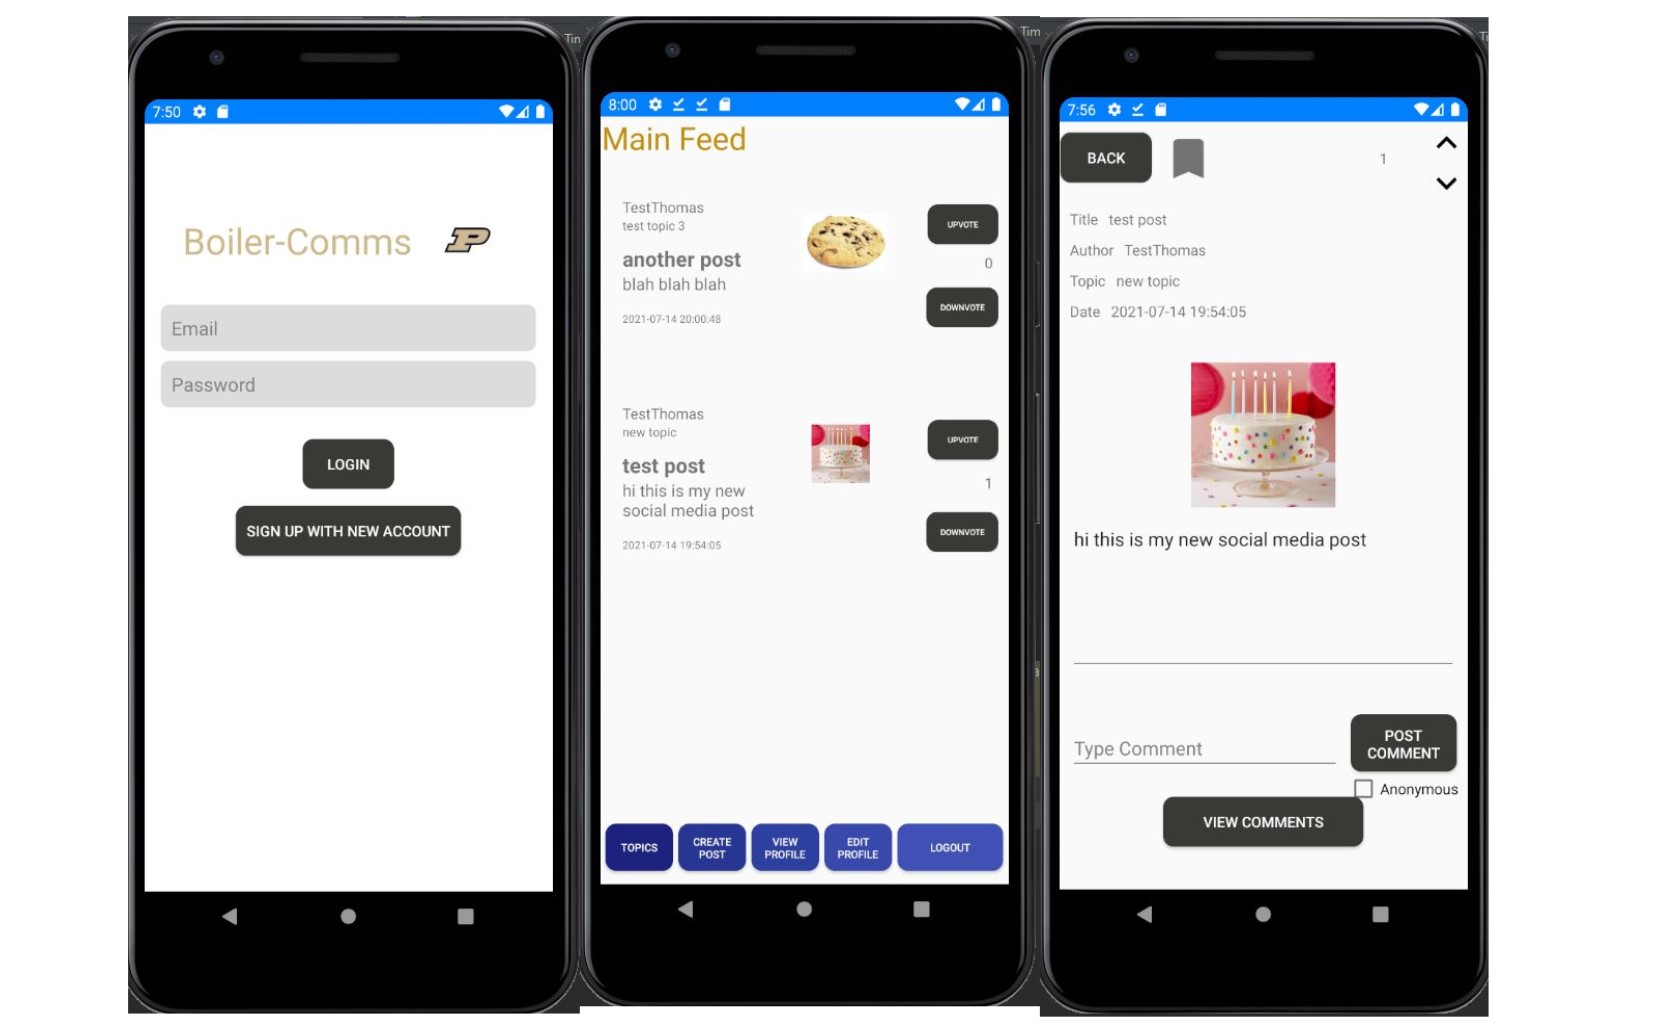 Tin
7:50
Boiler-Comms P
Email
Password
LOGIN
SIGN UP WITH NEW ACCOUNT
Tim
8:00
Main Feed
TestThomas
test topic 3
another post
blah blah blah
2021-07-14 20:00:48
UPVOTE
0
DOWNVOTE
TestThomas
new topic
test post
hi this is my new
social media post
2021-07-14 19:54:05
UPVOTE
1
DOWNVOTE
TOPICS
CREATE
POST
VIEW
PROFILE
EDIT
PROFILE
LOGOUT
7:56
BACK
1
Title test post
Author TestThomas
Topic new topic
Date 2021-07-14 19:54:05
hi this is my new social media post
Type Comment
POST
COMMENT
Anonymous
VIEW COMMENTS